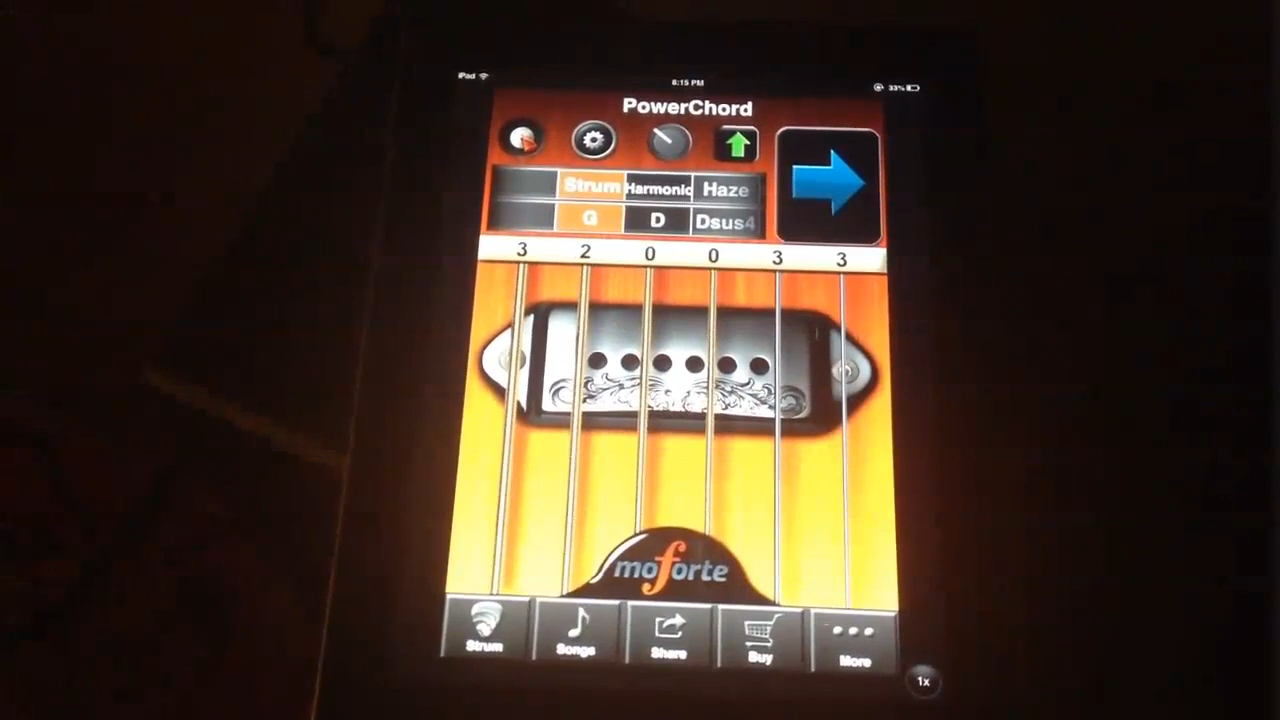 iPad 6:15 PM 33%
PowerChord
Strum Harmonic Haze
G D Dsus4
3 2 0 0 3 3
moforte
Strum Songs Share Buy More
1x